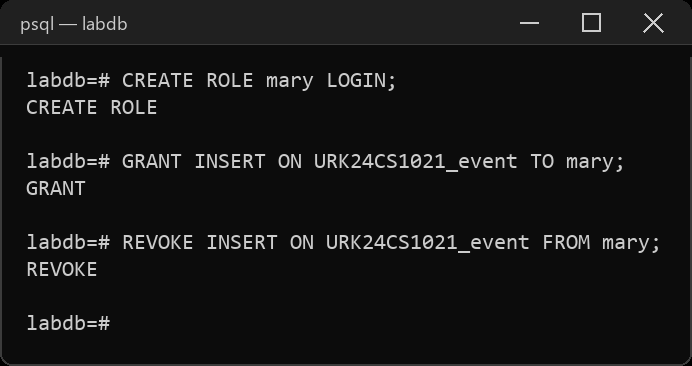 psql — labdb
labdb=# CREATE ROLE mary LOGIN;
CREATE ROLE
labdb=# GRANT INSERT ON URK24CS1021_event TO mary;
GRANT
labdb=# REVOKE INSERT ON URK24CS1021_event FROM mary;
REVOKE
labdb=#